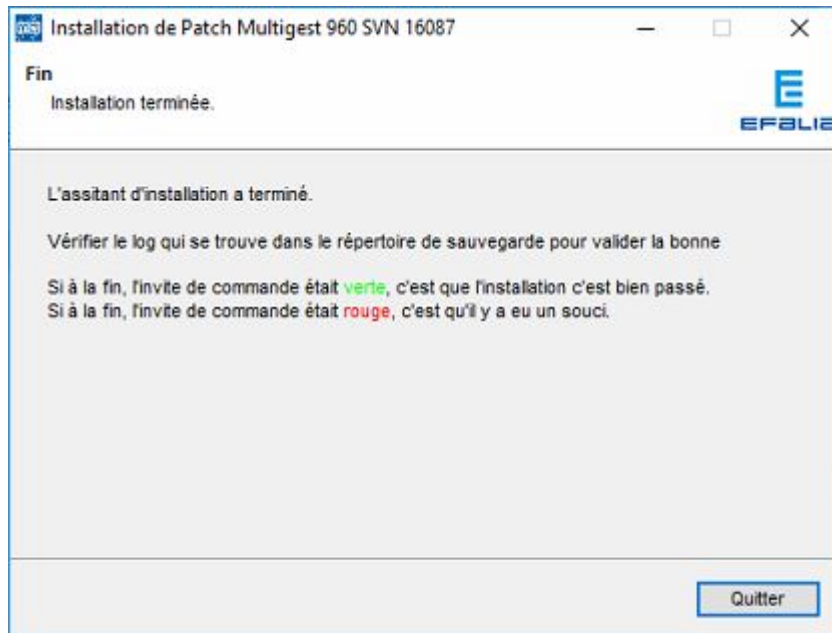 Installation de Patch Multigest 960 SVN 16087
Fin
Installation terminée.
EFALIA
L'assitant d'installation a terminé.
Vérifier le log qui se trouve dans le répertoire de sauvegarde pour valider la bonne
Si à la fin, l'invite de commande était verte, c'est que l'installation c'est bien passé.
Si à la fin, l'invite de commande était rouge, c'est qu'il y a eu un souci.
Quitter